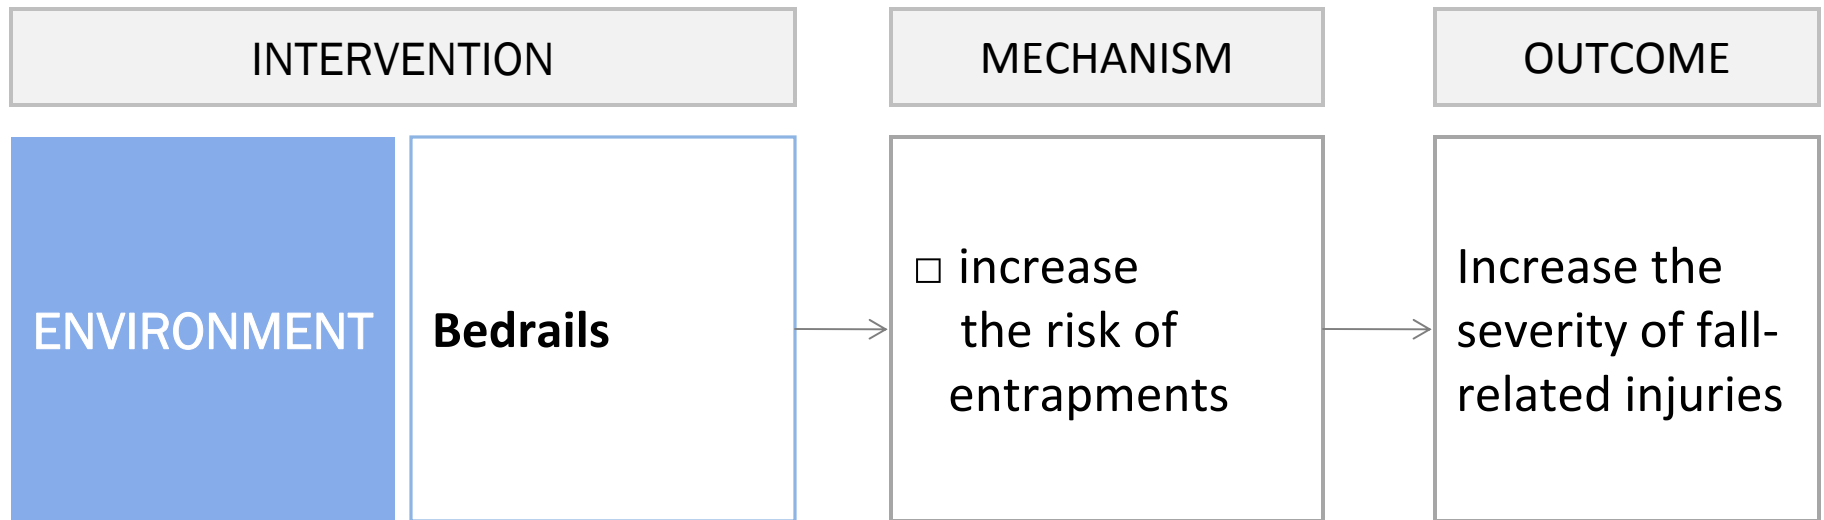 INTERVENTION
MECHANISM
OUTCOME
ENVIRONMENT
Bedrails
□ increase
the risk of
entrapments
Increase the
severity of fall-
related injuries